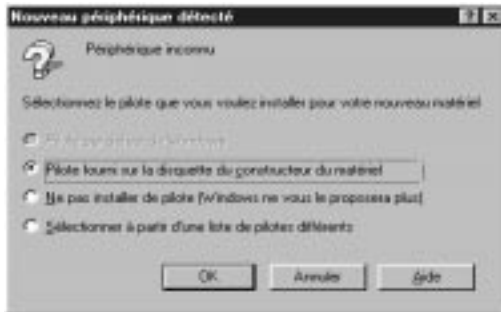 Nouveau périphérique détecté
Périphérique inconnu
Sélectionnez le pilote que vous voulez installer pour votre nouveau matériel
Pilote fourni sur la disquette du constructeur du matériel
Ne pas installer de pilote (Windows ne vous le proposera plus)
Sélectionner à partir d'une liste de pilotes différents
OK Annuler Aide